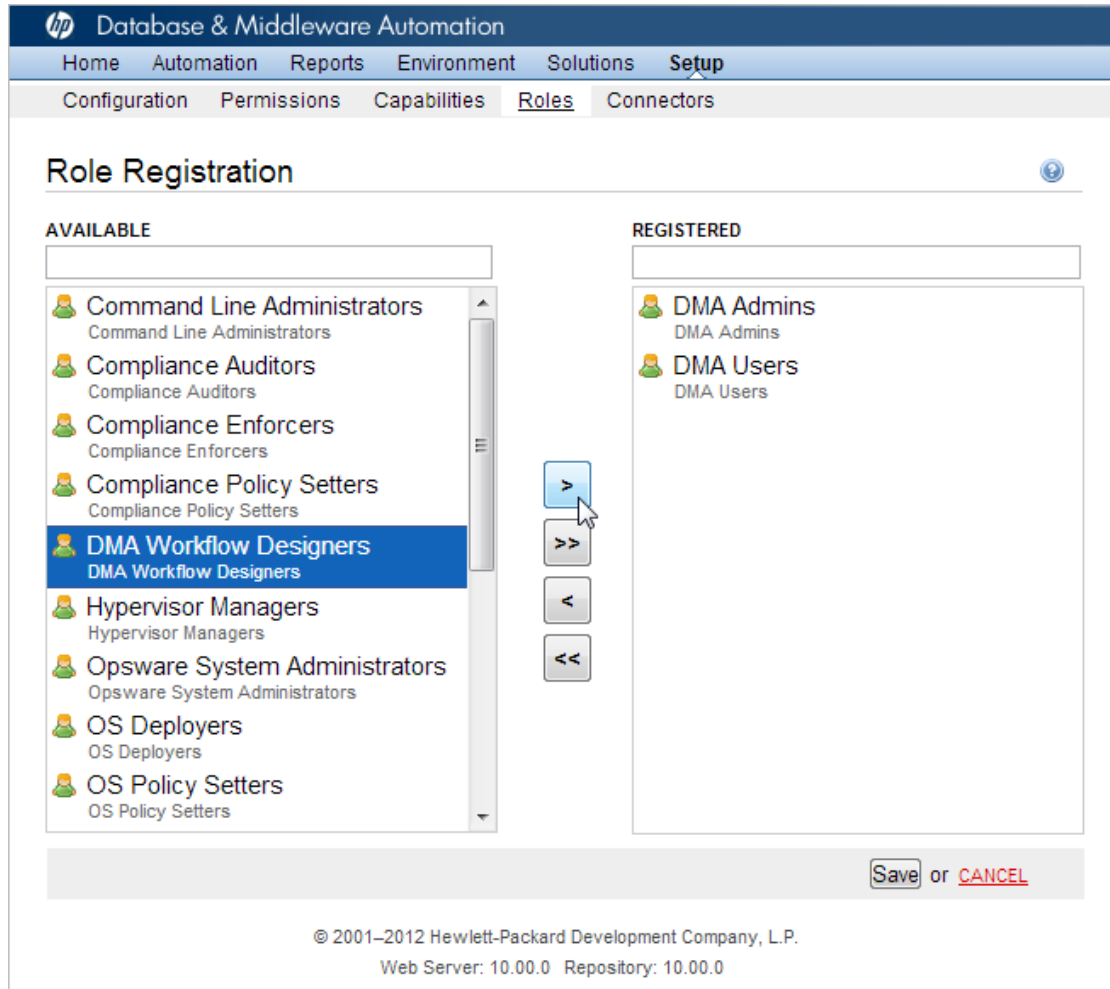 hp Database & Middleware Automation
Home Automation Reports Environment Solutions Setup
Configuration Permissions Capabilities Roles Connectors
Role Registration
?
AVAILABLE
Command Line Administrators
Command Line Administrators
Compliance Auditors
Compliance Auditors
Compliance Enforcers
Compliance Enforcers
Compliance Policy Setters
Compliance Policy Setters
DMA Workflow Designers
DMA Workflow Designers
Hypervisor Managers
Hypervisor Managers
Opsware System Administrators
Opsware System Administrators
OS Deployers
OS Deployers
OS Policy Setters
OS Policy Setters
>
>>
<
<<
REGISTERED
DMA Admins
DMA Admins
DMA Users
DMA Users
Save or CANCEL
© 2001–2012 Hewlett-Packard Development Company, L.P.
Web Server: 10.00.0 Repository: 10.00.0